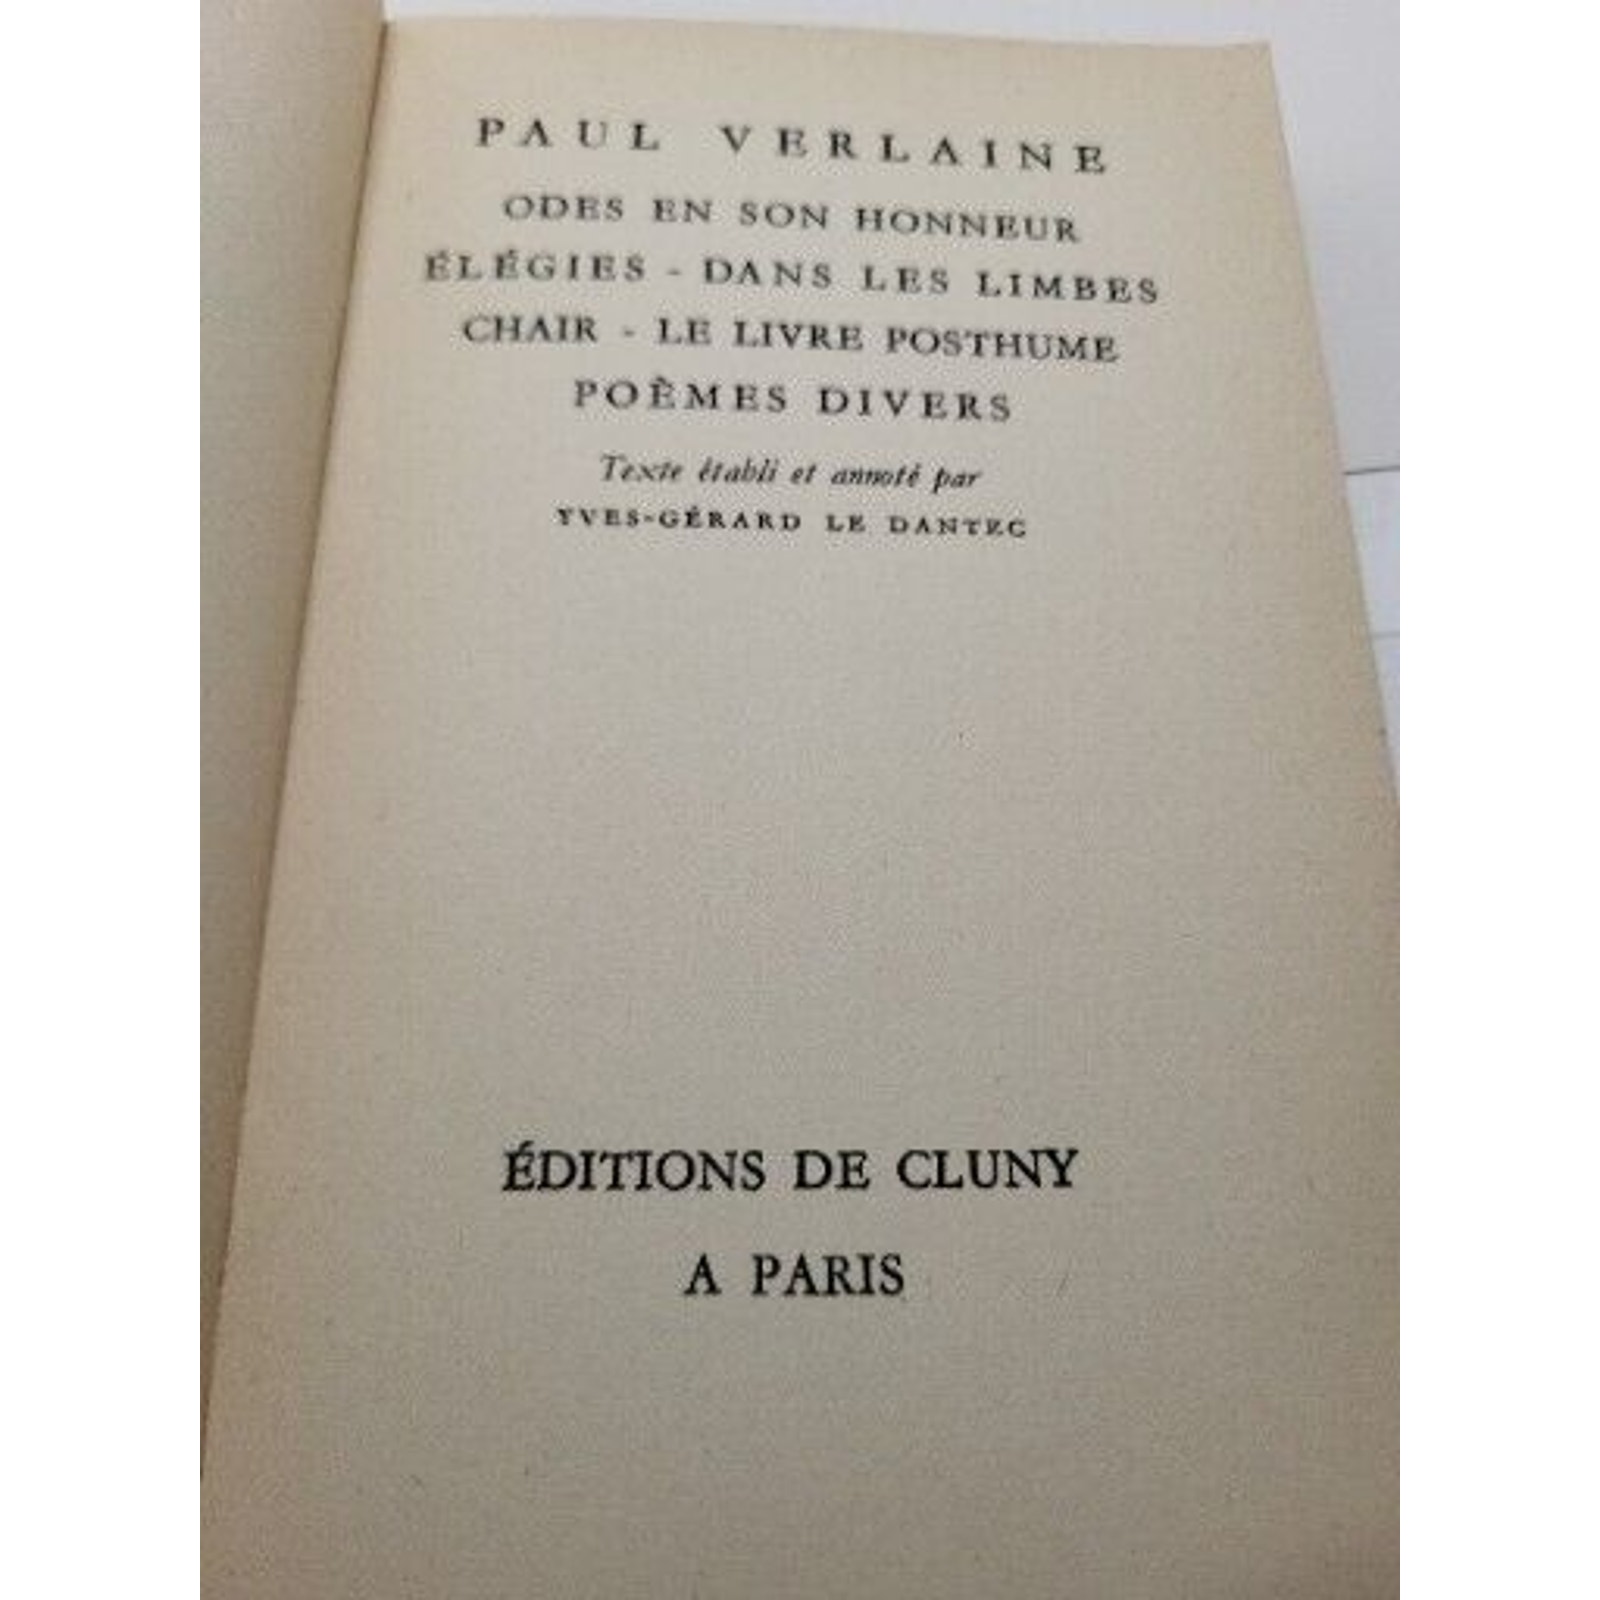 PAUL VERLAINE
ODES EN SON HONNEUR
ÉLÉGIES - DANS LES LIMBES
CHAIR - LE LIVRE POSTHUME
POÈMES DIVERS
Texte établi et annoté par
YVES-GÉRARD LE DANTEC
ÉDITIONS DE CLUNY
A PARIS